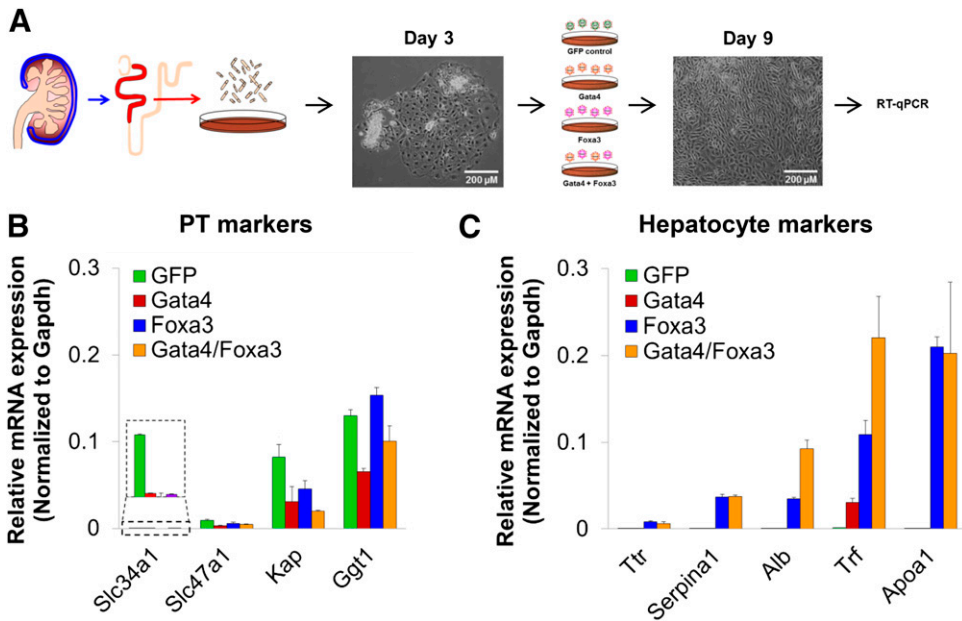 A
Day 3
GFP control
Gata4
Foxa3
Gata4 + Foxa3
Day 9
RT-qPCR
200 µM
200 µM
B
PT markers
Relative mRNA expression
(Normalized to Gapdh)
0.3
0.2
0.1
0
GFP
Gata4
Foxa3
Gata4/Foxa3
Slc34a1
Slc47a1
Kap
Ggt1
C
Hepatocyte markers
Relative mRNA expression
(Normalized to Gapdh)
0.3
0.2
0.1
0
GFP
Gata4
Foxa3
Gata4/Foxa3
Ttr
Serpina1
Alb
Trf
Apoa1